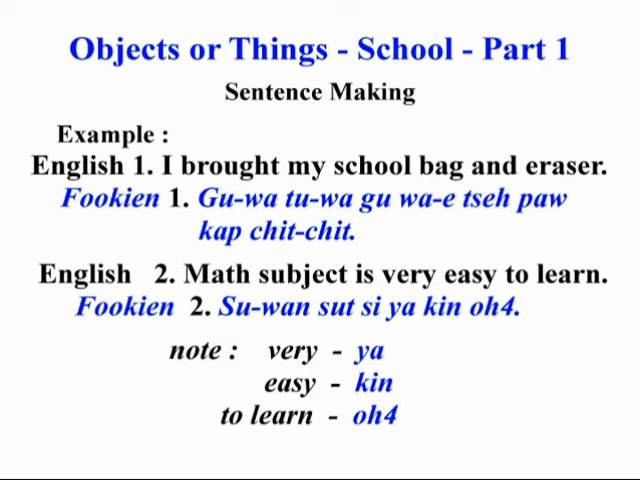 Objects or Things - School - Part 1
Sentence Making
Example :
English 1. I brought my school bag and eraser.
Fookien 1. Gu-wa tu-wa gu wa-e tseh paw
kap chit-chit.
English 2. Math subject is very easy to learn.
Fookien 2. Su-wan sut si ya kin oh4.
note : very - ya
easy - kin
to learn - oh4